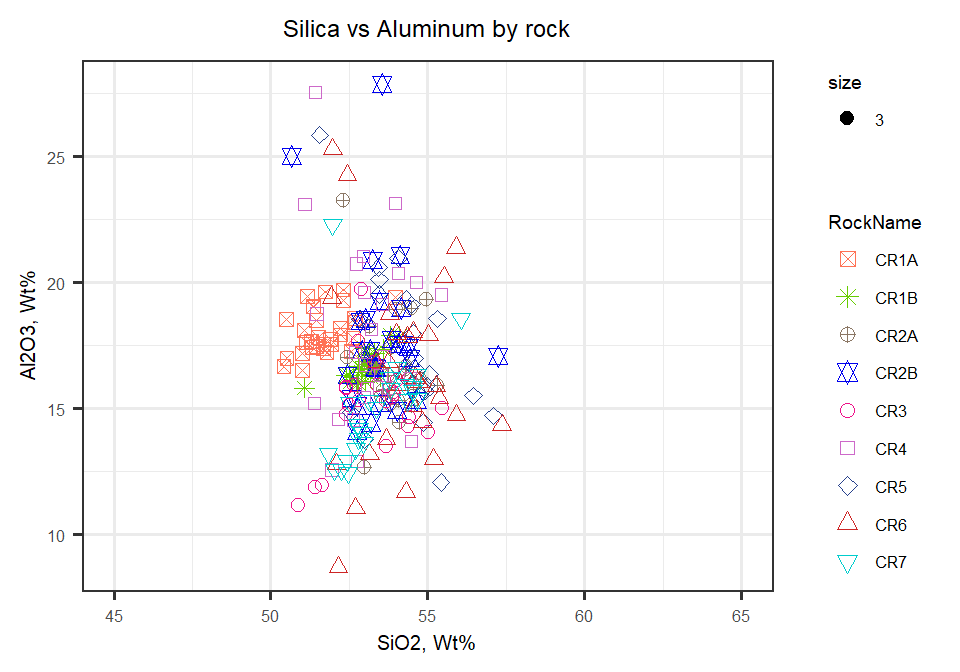 Silica vs Aluminum by rock
Al2O3, Wt%
25
20
15
10
45
50
55
60
65
SiO2, Wt%
size
3
RockName
CR1A
CR1B
CR2A
CR2B
CR3
CR4
CR5
CR6
CR7